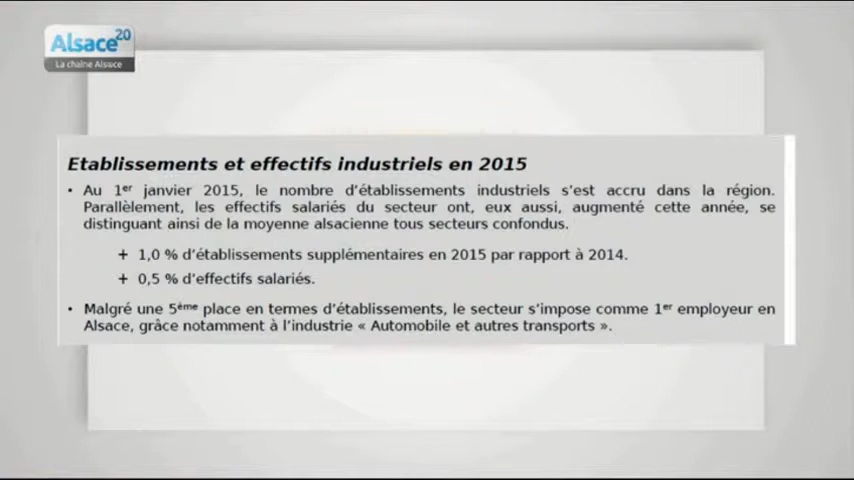 Alsace20
La chaîne Alsace
Etablissements et effectifs industriels en 2015
• Au 1er janvier 2015, le nombre d'établissements industriels s'est accru dans la région.
Parallèlement, les effectifs salariés du secteur ont, eux aussi, augmenté cette année, se
distinguant ainsi de la moyenne alsacienne tous secteurs confondus.
+ 1,0 % d'établissements supplémentaires en 2015 par rapport à 2014.
+ 0,5 % d'effectifs salariés.
• Malgré une 5ème place en termes d'établissements, le secteur s'impose comme 1er employeur en
Alsace, grâce notamment à l'industrie « Automobile et autres transports ».